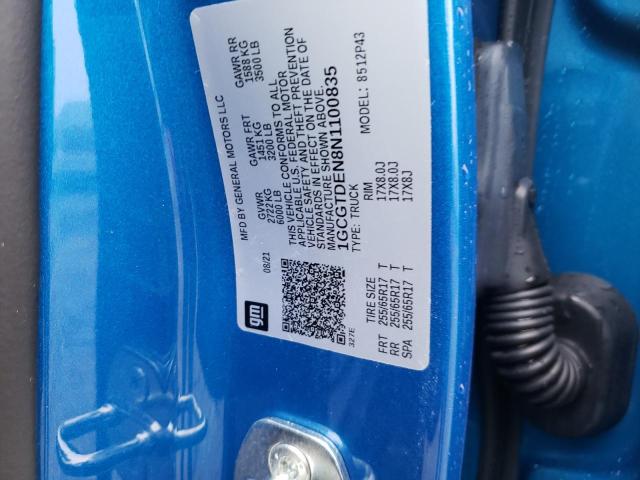 MFD BY GENERAL MOTORS LLC
08/21 GVWR GAWR FRT GAWR RR
2722 KG 1451 KG 1588 KG
6000 LB 3200 LB 3500 LB
gm
THIS VEHICLE CONFORMS TO ALL
APPLICABLE U.S. FEDERAL MOTOR
VEHICLE SAFETY AND THEFT PREVENTION
STANDARDS IN EFFECT ON THE DATE OF
MANUFACTURE SHOWN ABOVE.
1GCGTDEN8N1100835
327E TYPE: TRUCK MODEL: 8512P43
TIRE SIZE RIM
FRT 255/65R17 T 17X8.0J
RR 255/65R17 T 17X8.0J
SPA 255/65R17 T 17X8J